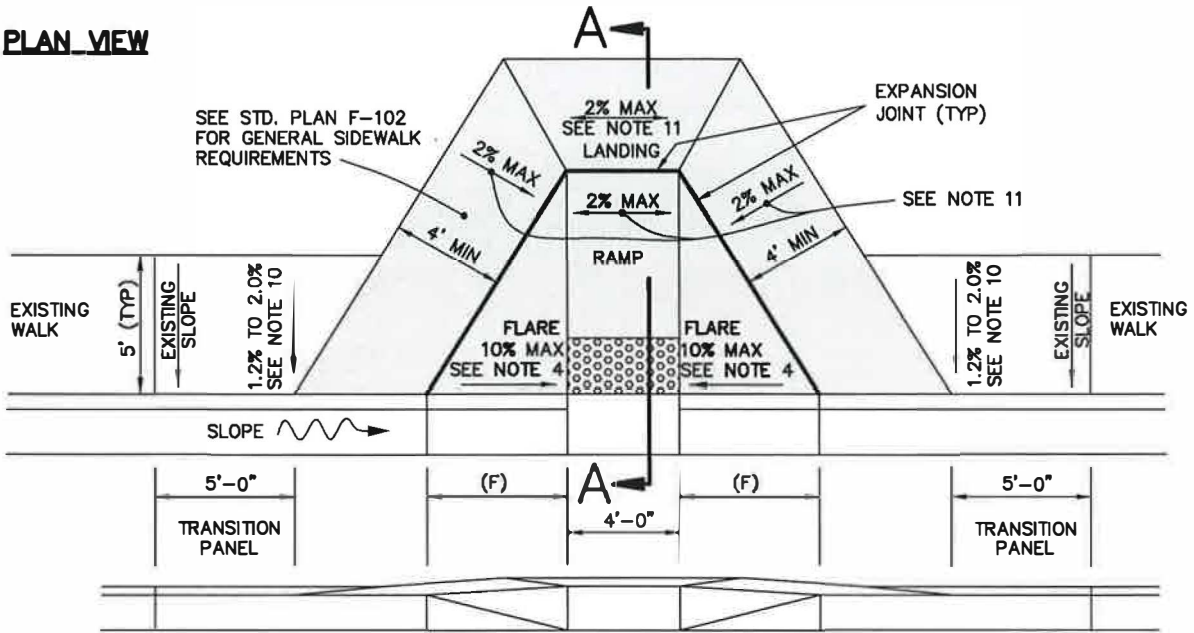 PLAN VIEW
A
SEE STD. PLAN F-102
FOR GENERAL SIDEWALK
REQUIREMENTS
2% MAX
SEE NOTE 11
LANDING
EXPANSION
JOINT (TYP)
2% MAX
2% MAX
2% MAX
SEE NOTE 11
4' MIN
4' MIN
RAMP
EXISTING
WALK
5' (TYP)
EXISTING
SLOPE
1.2% TO 2.0%
SEE NOTE 10
FLARE
10% MAX
SEE NOTE 4
FLARE
10% MAX
SEE NOTE 4
1.2% TO 2.0%
SEE NOTE 10
EXISTING
SLOPE
EXISTING
WALK
SLOPE
A
5'-0"
(F)
4'-0"
(F)
5'-0"
TRANSITION
PANEL
TRANSITION
PANEL